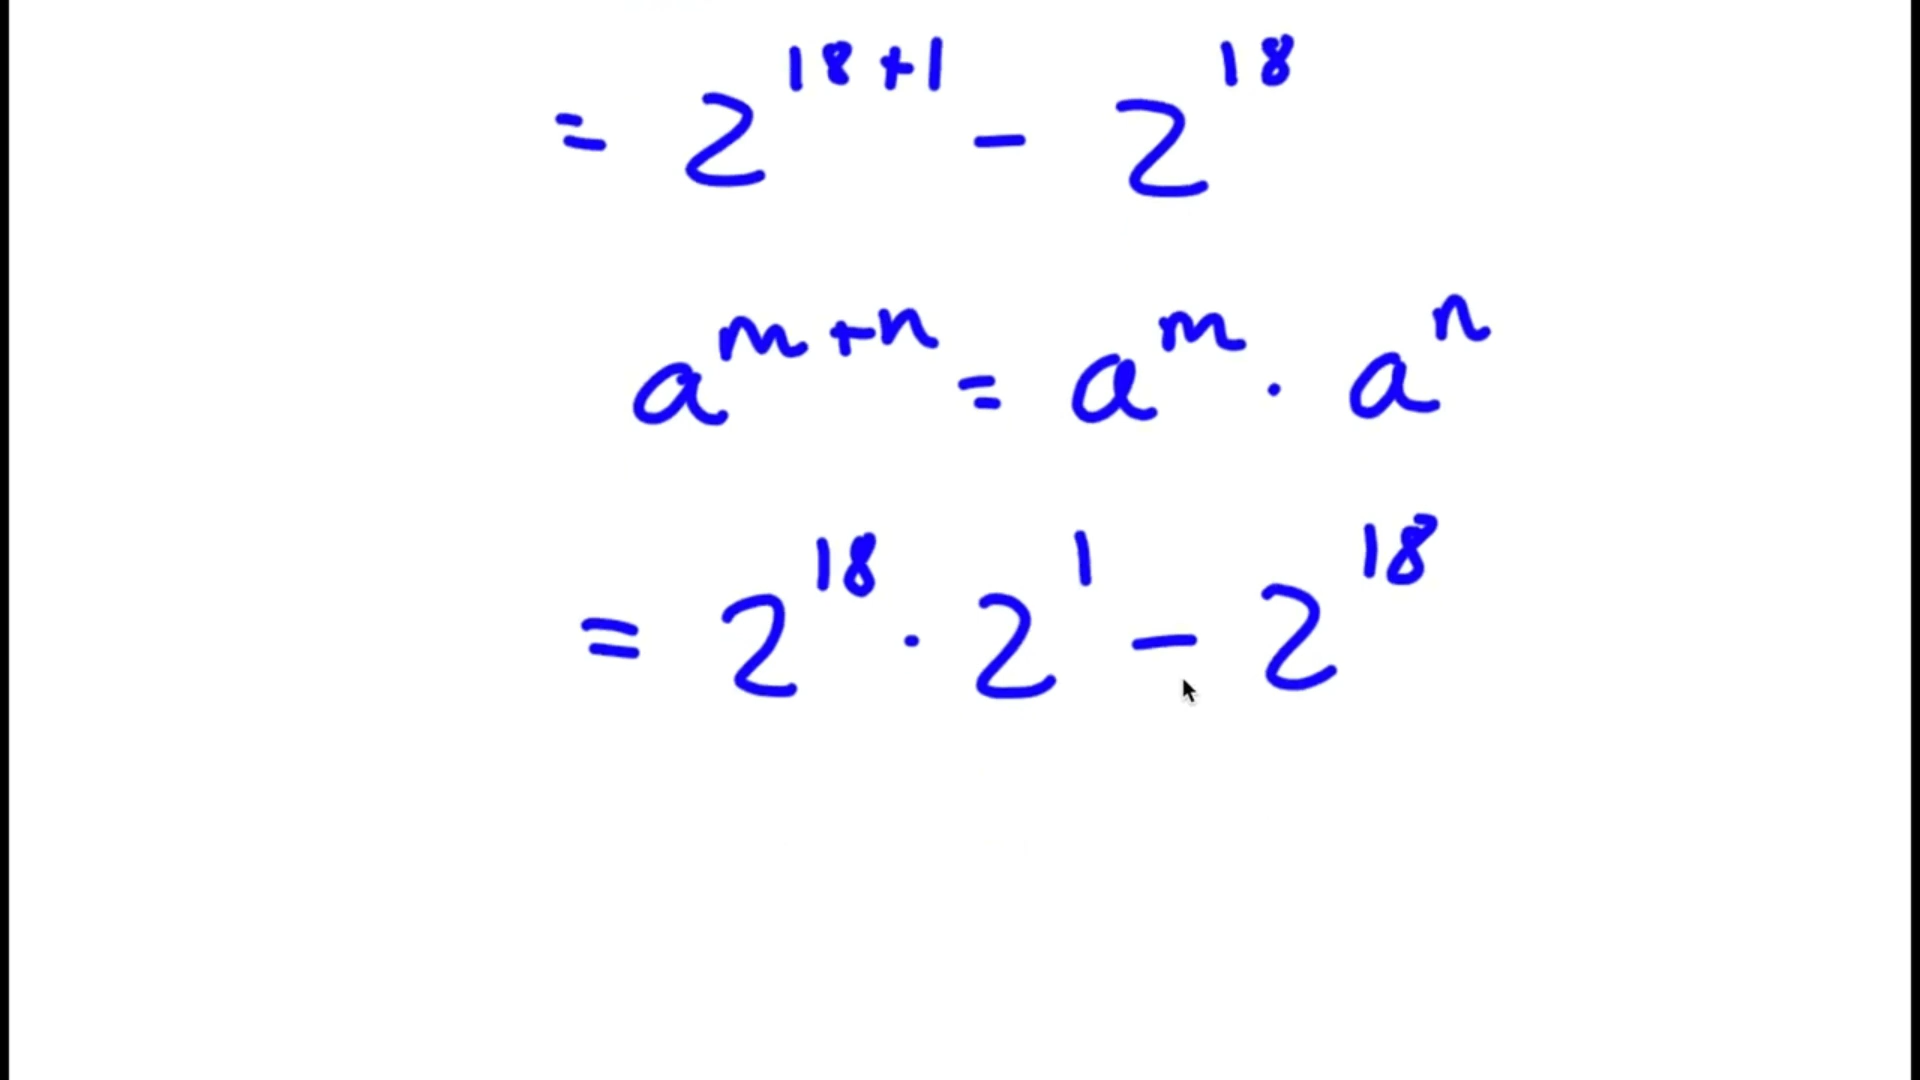 = 2^{18+1} - 2^{18}
a^{m+n} = a^m · a^n
= 2^{18} · 2^1 - 2^{18}